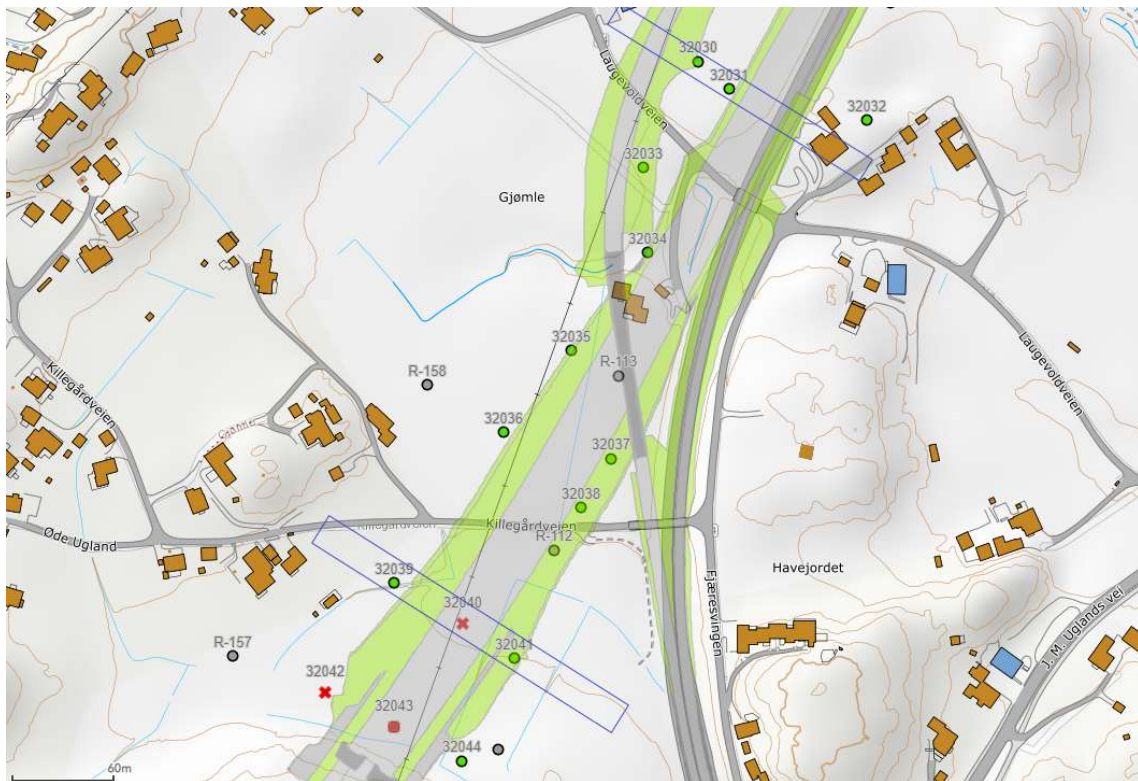 32030
32031
Laugevoldveien
32032
32033
Gjømle
32034
32035
R-113
R-158
Laugevoldveien
Killegårdveien
32036
32037
32038
Killegårdveien
Killegårdveien
Øde Ugland
R-112
32039
Havejordet
Fjæresvingen
32040
J. M. Uglands vei
R-157
32041
32042
32043
32044
60m